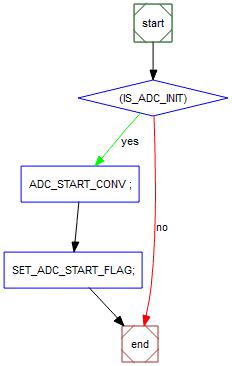 start
(IS_ADC_INIT)
yes
ADC_START_CONV ;
no
SET_ADC_START_FLAG;
end